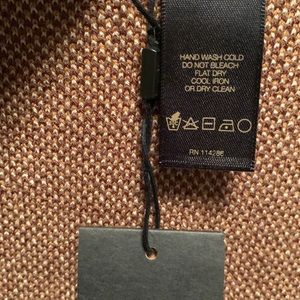 HAND WASH COLD
DO NOT BLEACH
FLAT DRY
COOL IRON
OR DRY CLEAN
RN 114286